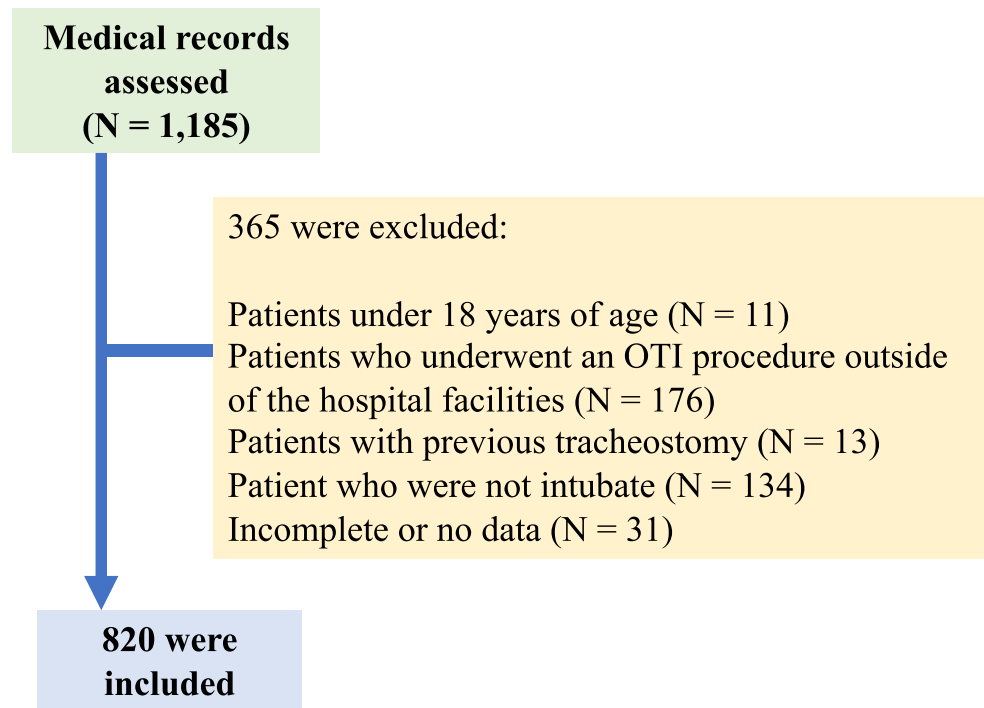 Medical records
assessed
(N = 1,185)
365 were excluded:
Patients under 18 years of age (N = 11)
Patients who underwent an OTI procedure outside
of the hospital facilities (N = 176)
Patients with previous tracheostomy (N = 13)
Patient who were not intubate (N = 134)
Incomplete or no data (N = 31)
820 were
included